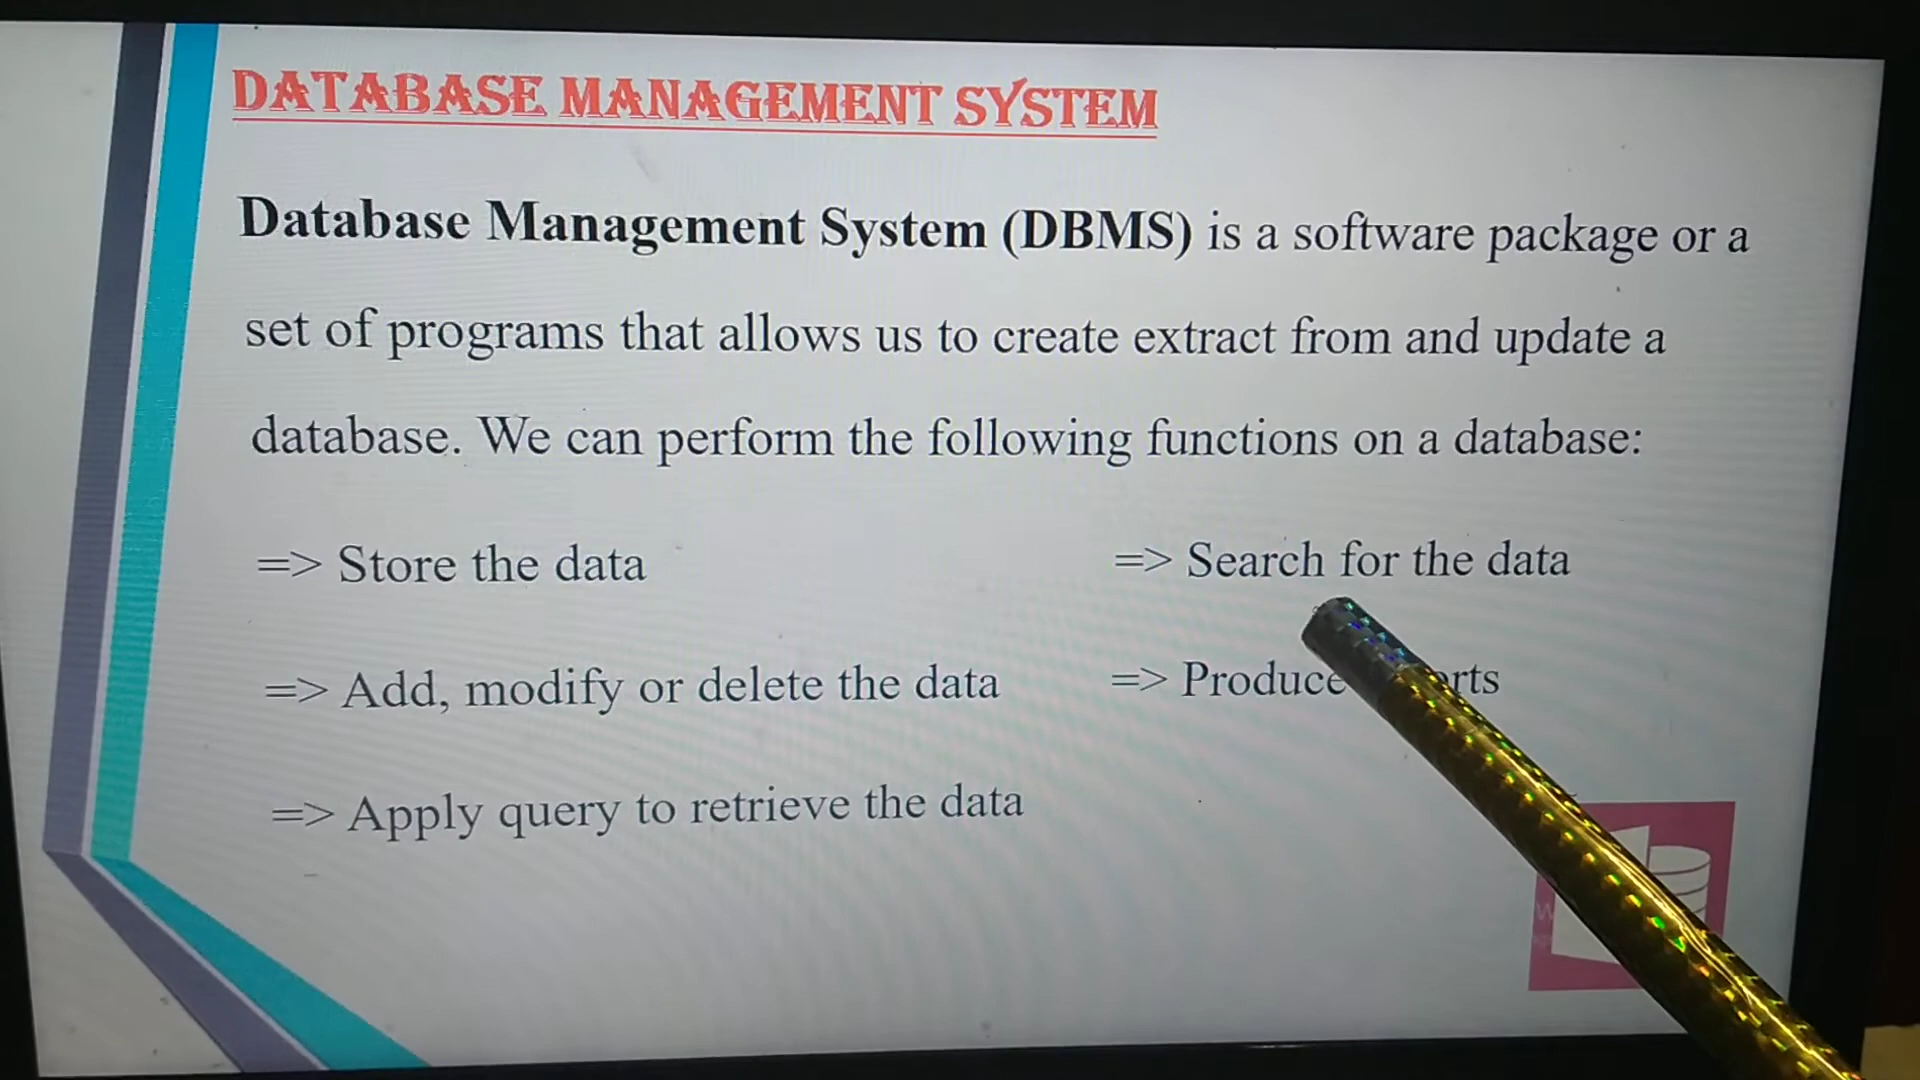 DATABASE MANAGEMENT SYSTEM
Database Management System (DBMS) is a software package or a
set of programs that allows us to create extract from and update a
database. We can perform the following functions on a database:
=> Store the data
=> Search for the data
=> Add, modify or delete the data
=> Produce
=> Apply query to retrieve the data